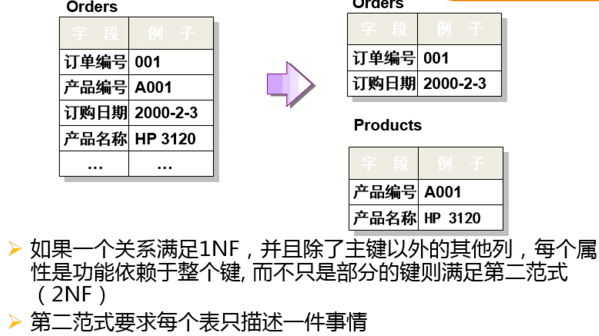 Orders
字 段 例 子
订单编号 001
产品编号 A001
订购日期 2000-2-3
产品名称 HP 3120
… …
Orders
字 段 例 子
订单编号 001
订购日期 2000-2-3
Products
字 段 例 子
产品编号 A001
产品名称 HP 3120
如果一个关系满足1NF，并且除了主键以外的其他列，每个属
性是功能依赖于整个键, 而不只是部分的键则满足第二范式
（2NF）
第二范式要求每个表只描述一件事情